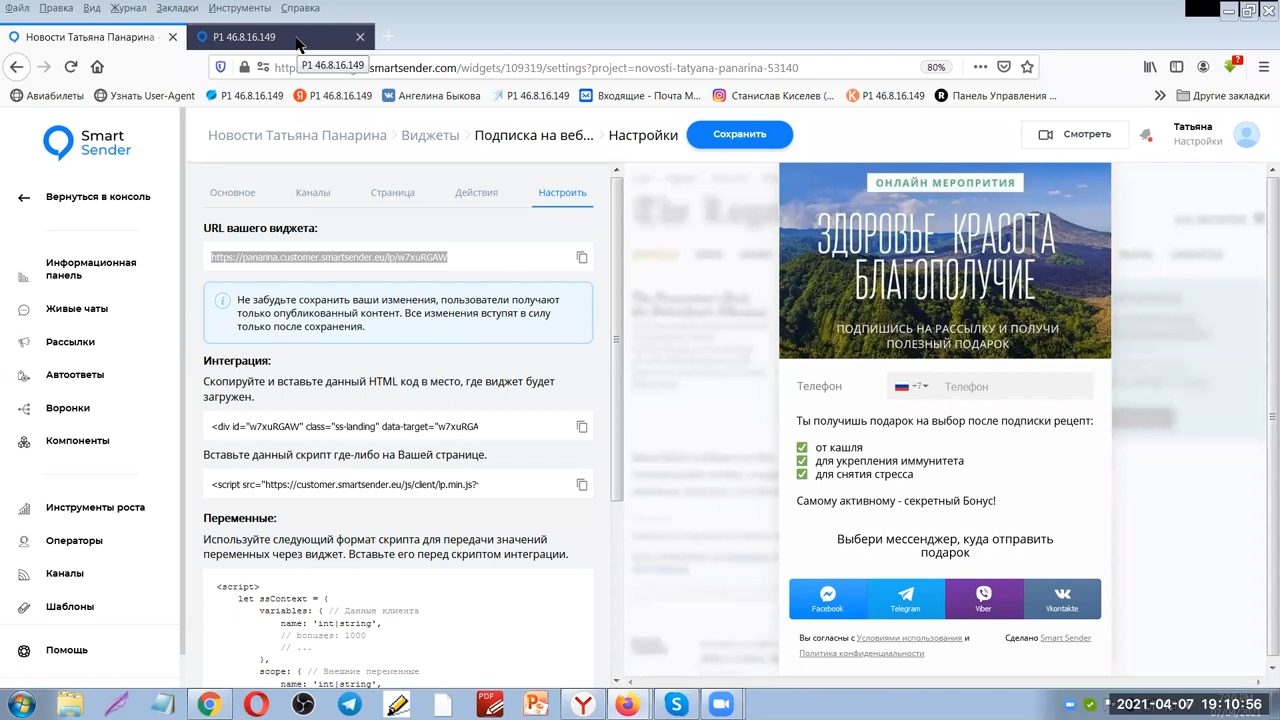 Файл Правка Вид Журнал Закладки Инструменты Справка
Новости Татьяна Панарина -
P1 46.8.16.149
P1 46.8.16.149
smartsender.com/widgets/109319/settings?project=novosti-tatyana-panarina-53140
80%
Авиабилеты Узнать User-Agent P1 46.8.16.149 P1 46.8.16.149 Ангелина Быкова P1 46.8.16.149 Входящие - Почта M... Станислав Киселев (... P1 46.8.16.149 Панель Управления ... Другие закладки
Smart
Sender
Новости Татьяна Панарина > Виджеты > Подписка на веб... > Настройки
Сохранить
Смотреть
Татьяна
Настройки
Вернуться в консоль
Информационная
панель
Живые чаты
Рассылки
Автоответы
Воронки
Компоненты
Инструменты роста
Операторы
Каналы
Шаблоны
Помощь
Основное Каналы Страница Действия Настроить
URL вашего виджета:
https://panarina.customer.smartsender.eu/lp/w7xuRGAW
Не забудьте сохранить ваши изменения, пользователи получают
только опубликованный контент. Все изменения вступят в силу
только после сохранения.
Интеграция:
Скопируйте и вставьте данный HTML код в место, где виджет будет
загружен.
<div id="w7xuRGAW" class="ss-landing" data-target="w7xuRGA
Вставьте данный скрипт где-либо на Вашей странице.
<script src="https://customer.smartsender.eu/js/client/lp.min.js?
Переменные:
Используйте следующий формат скрипта для передачи значений
переменных через виджет. Вставьте его перед скриптом интеграции.
<script>
let ssContext = {
variables: { // Данные клиента
name: 'int|string',
// bonuses: 1000
// ...
},
scope: { // Внешние переменные
name: 'int|string',
ОНЛАЙН МЕРОПРИТИЯ
ЗДОРОВЬЕ КРАСОТА
БЛАГОПОЛУЧИЕ
ПОДПИШИСЬ НА РАССЫЛКУ И ПОЛУЧИ
ПОЛЕЗНЫЙ ПОДАРОК
Телефон +7 Телефон
Ты получишь подарок на выбор после подписки рецепт:
от кашля
для укрепления иммунитета
для снятия стресса
Самому активному - секретный Бонус!
Выбери мессенджер, куда отправить
подарок
Facebook Telegram Viber Vkontakte
Вы согласны с Условиями использования и
Политика конфиденциальности
Сделано Smart Sender
2021-04-07 19:10:56